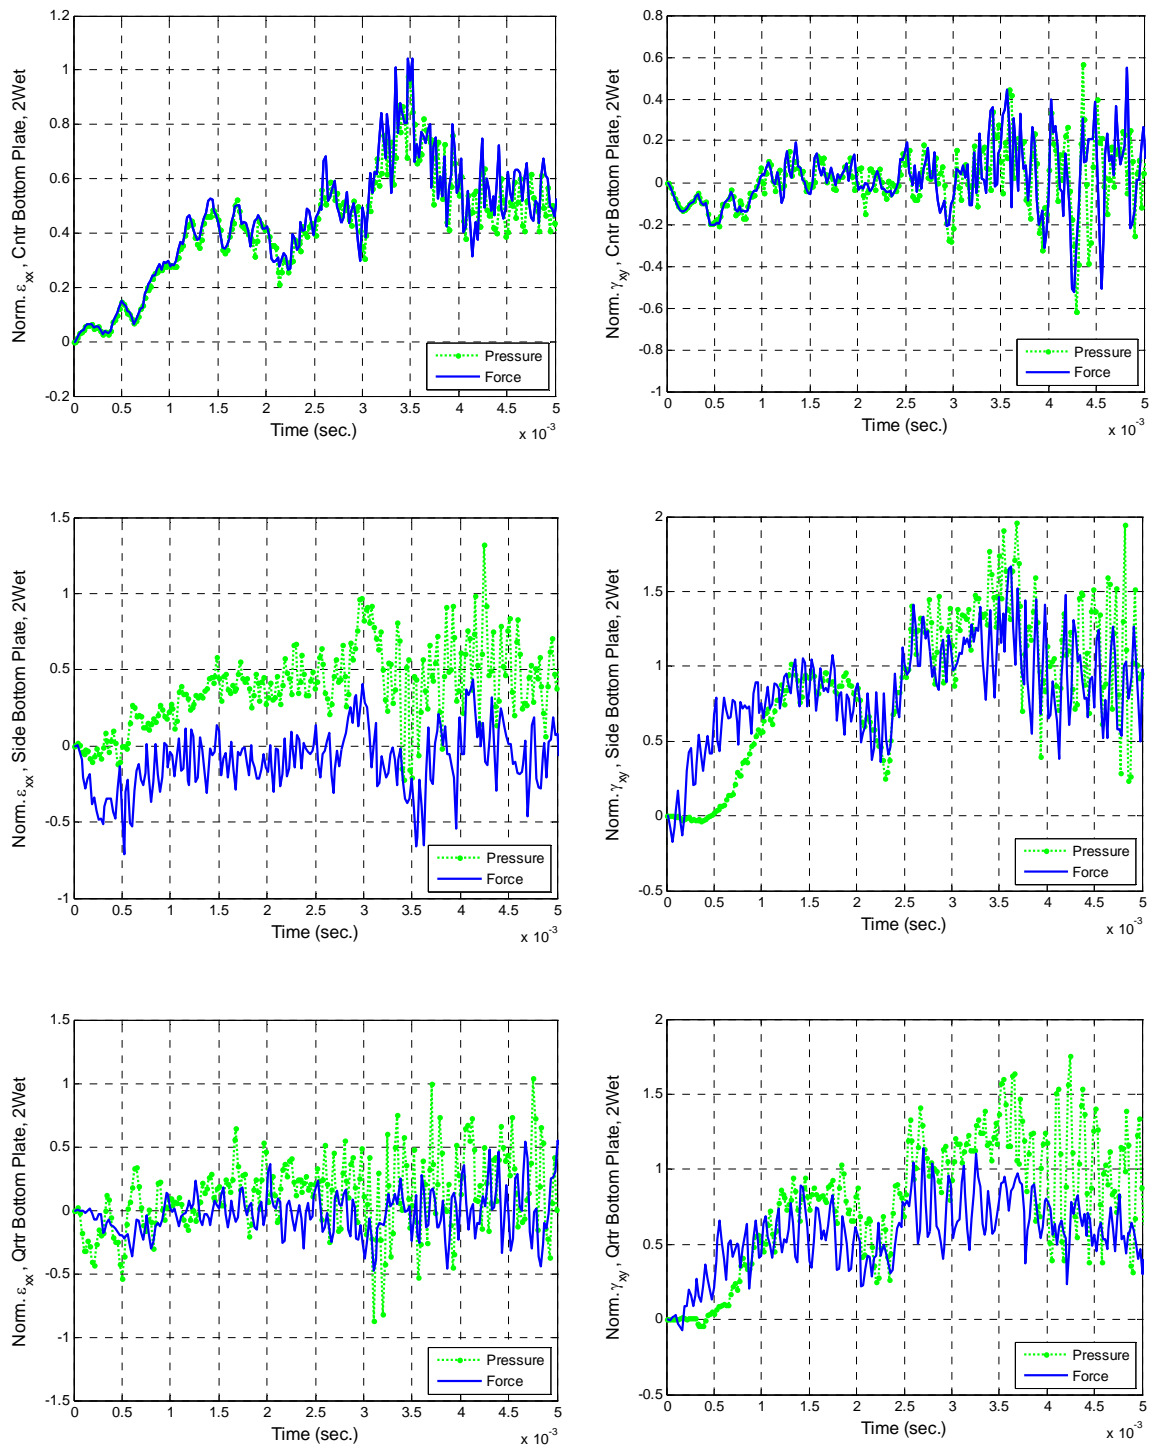 1.2
1
0.8
0.6
0.4
0.2
0
-0.2
Norm. ε_xx , Cntr Bottom Plate, 2Wet
Pressure
Force
0 0.5 1 1.5 2 2.5 3 3.5 4 4.5 5
Time (sec.)
x 10^-3
0.8
0.6
0.4
0.2
0
-0.2
-0.4
-0.6
-0.8
-1
Norm. γ_xy , Cntr Bottom Plate, 2Wet
Pressure
Force
0 0.5 1 1.5 2 2.5 3 3.5 4 4.5 5
Time (sec.)
x 10^-3
1.5
1
0.5
0
-0.5
-1
Norm. ε_xx , Side Bottom Plate, 2Wet
Pressure
Force
0 0.5 1 1.5 2 2.5 3 3.5 4 4.5 5
Time (sec.)
x 10^-3
2
1.5
1
0.5
0
-0.5
Norm. γ_xy , Side Bottom Plate, 2Wet
Pressure
Force
0 0.5 1 1.5 2 2.5 3 3.5 4 4.5 5
Time (sec.)
x 10^-3
1.5
1
0.5
0
-0.5
-1
-1.5
Norm. ε_xx , Qrtr Bottom Plate, 2Wet
Pressure
Force
0 0.5 1 1.5 2 2.5 3 3.5 4 4.5 5
Time (sec.)
x 10^-3
2
1.5
1
0.5
0
-0.5
Norm. γ_xy , Qrtr Bottom Plate, 2Wet
Pressure
Force
0 0.5 1 1.5 2 2.5 3 3.5 4 4.5 5
Time (sec.)
x 10^-3